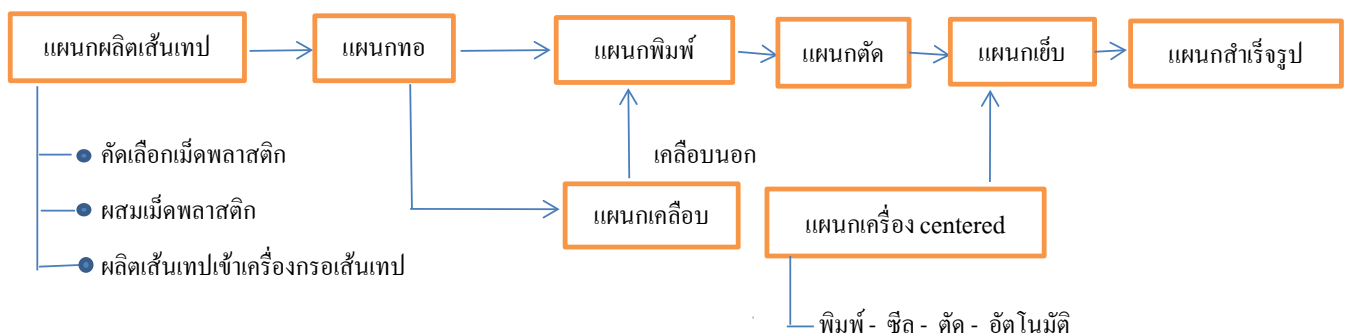 แผนกผลิตเส้นเทป
แผนกทอ
แผนกพิมพ์
แผนกตัด
แผนกเย็บ
แผนกสำเร็จรูป
คัดเลือกเม็ดพลาสติก
เคลือบนอก
ผสมเม็ดพลาสติก
แผนกเคลือบ
แผนกเครื่อง centered
ผลิตเส้นเทปเข้าเครื่องกรอเส้นเทป
พิมพ์ - ซีล - ตัด - อัตโนมัติ